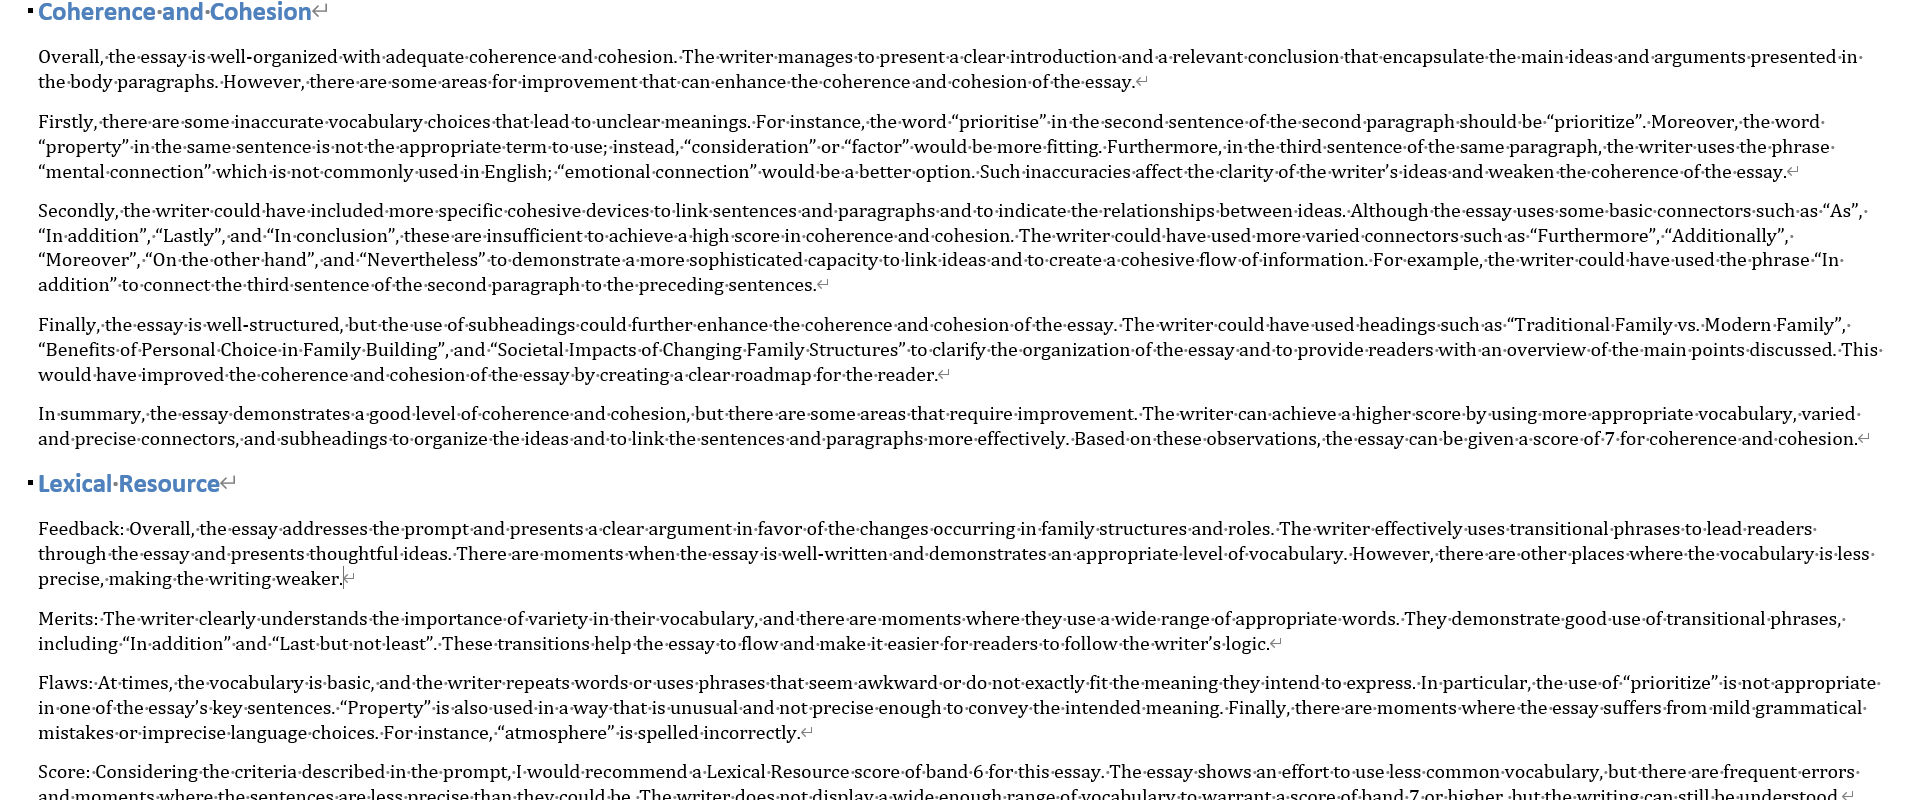 Coherence and Cohesion
Overall, the essay is well-organized with adequate coherence and cohesion. The writer manages to present a clear introduction and a relevant conclusion that encapsulate the main ideas and arguments presented in
the body paragraphs. However, there are some areas for improvement that can enhance the coherence and cohesion of the essay.
Firstly, there are some inaccurate vocabulary choices that lead to unclear meanings. For instance, the word “prioritise” in the second sentence of the second paragraph should be “prioritize”. Moreover, the word
“property” in the same sentence is not the appropriate term to use; instead, “consideration” or “factor” would be more fitting. Furthermore, in the third sentence of the same paragraph, the writer uses the phrase
“mental connection” which is not commonly used in English; “emotional connection” would be a better option. Such inaccuracies affect the clarity of the writer’s ideas and weaken the coherence of the essay.
Secondly, the writer could have included more specific cohesive devices to link sentences and paragraphs and to indicate the relationships between ideas. Although the essay uses some basic connectors such as “As”,
“In addition”, “Lastly”, and “In conclusion”, these are insufficient to achieve a high score in coherence and cohesion. The writer could have used more varied connectors such as “Furthermore”, “Additionally”,
“Moreover”, “On the other hand”, and “Nevertheless” to demonstrate a more sophisticated capacity to link ideas and to create a cohesive flow of information. For example, the writer could have used the phrase “In
addition” to connect the third sentence of the second paragraph to the preceding sentences.
Finally, the essay is well-structured, but the use of subheadings could further enhance the coherence and cohesion of the essay. The writer could have used headings such as “Traditional Family vs. Modern Family”,
“Benefits of Personal Choice in Family Building”, and “Societal Impacts of Changing Family Structures” to clarify the organization of the essay and to provide readers with an overview of the main points discussed. This
would have improved the coherence and cohesion of the essay by creating a clear roadmap for the reader.
In summary, the essay demonstrates a good level of coherence and cohesion, but there are some areas that require improvement. The writer can achieve a higher score by using more appropriate vocabulary, varied
and precise connectors, and subheadings to organize the ideas and to link the sentences and paragraphs more effectively. Based on these observations, the essay can be given a score of 7 for coherence and cohesion.
Lexical Resource
Feedback: Overall, the essay addresses the prompt and presents a clear argument in favor of the changes occurring in family structures and roles. The writer effectively uses transitional phrases to lead readers
through the essay and presents thoughtful ideas. There are moments when the essay is well-written and demonstrates an appropriate level of vocabulary. However, there are other places where the vocabulary is less
precise, making the writing weaker.
Merits: The writer clearly understands the importance of variety in their vocabulary, and there are moments where they use a wide range of appropriate words. They demonstrate good use of transitional phrases,
including “In addition” and “Last but not least”. These transitions help the essay to flow and make it easier for readers to follow the writer’s logic.
Flaws: At times, the vocabulary is basic, and the writer repeats words or uses phrases that seem awkward or do not exactly fit the meaning they intend to express. In particular, the use of “prioritize” is not appropriate
in one of the essay’s key sentences. “Property” is also used in a way that is unusual and not precise enough to convey the intended meaning. Finally, there are moments where the essay suffers from mild grammatical
mistakes or imprecise language choices. For instance, “atmosphere” is spelled incorrectly.
Score: Considering the criteria described in the prompt, I would recommend a Lexical Resource score of band 6 for this essay. The essay shows an effort to use less common vocabulary, but there are frequent errors
and moments where the sentences are less precise than they could be. The writer does not display a wide enough range of vocabulary to warrant a score of band 7 or higher, but the writing can still be understood.